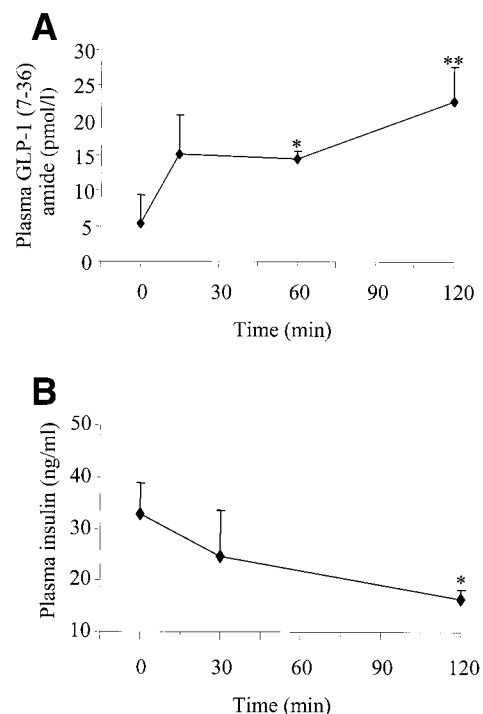 A
Plasma GLP-1 (7-36)
amide (pmol/l)
30
25
20
15
10
5
0
*
**
0 30 60 90 120
Time (min)
B
Plasma insulin (ng/ml)
50
40
30
20
10
*
0 30 60 90 120
Time (min)